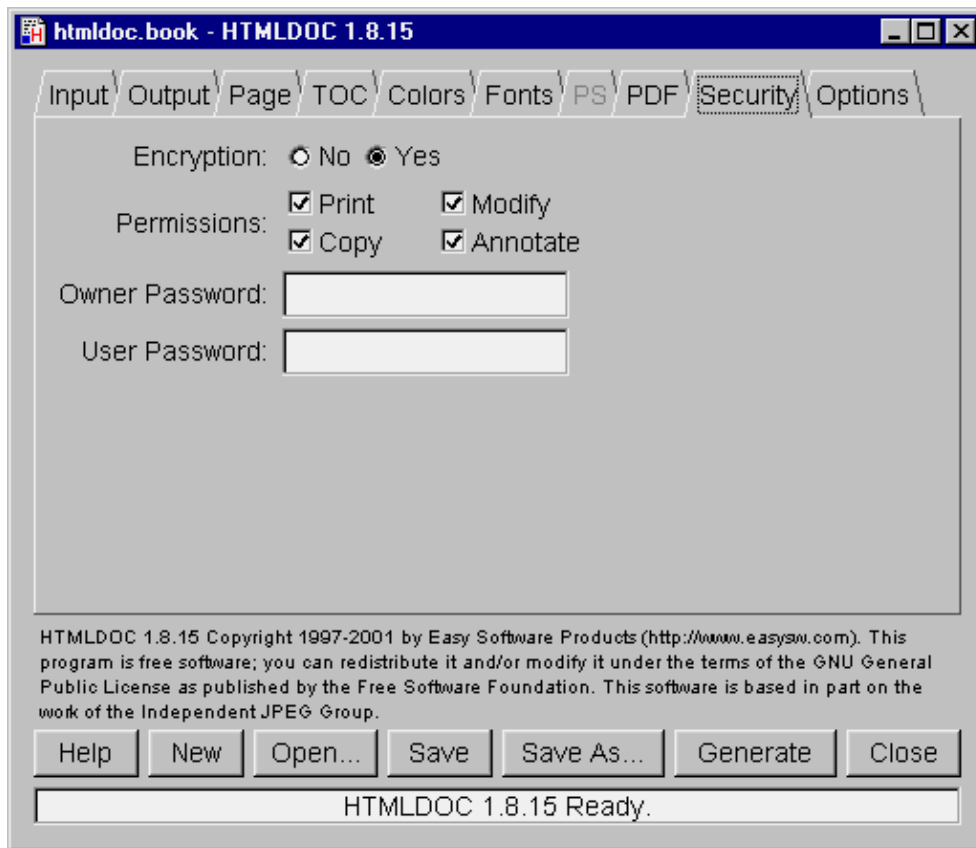 htmldoc.book - HTMLDOC 1.8.15
Input Output Page TOC Colors Fonts PS PDF Security Options
Encryption: No Yes
Print Modify
Permissions:
Copy Annotate
Owner Password:
User Password:
HTMLDOC 1.8.15 Copyright 1997-2001 by Easy Software Products (http://www.easysw.com). This
program is free software; you can redistribute it and/or modify it under the terms of the GNU General
Public License as published by the Free Software Foundation. This software is based in part on the
work of the Independent JPEG Group.
Help New Open... Save Save As... Generate Close
HTMLDOC 1.8.15 Ready.